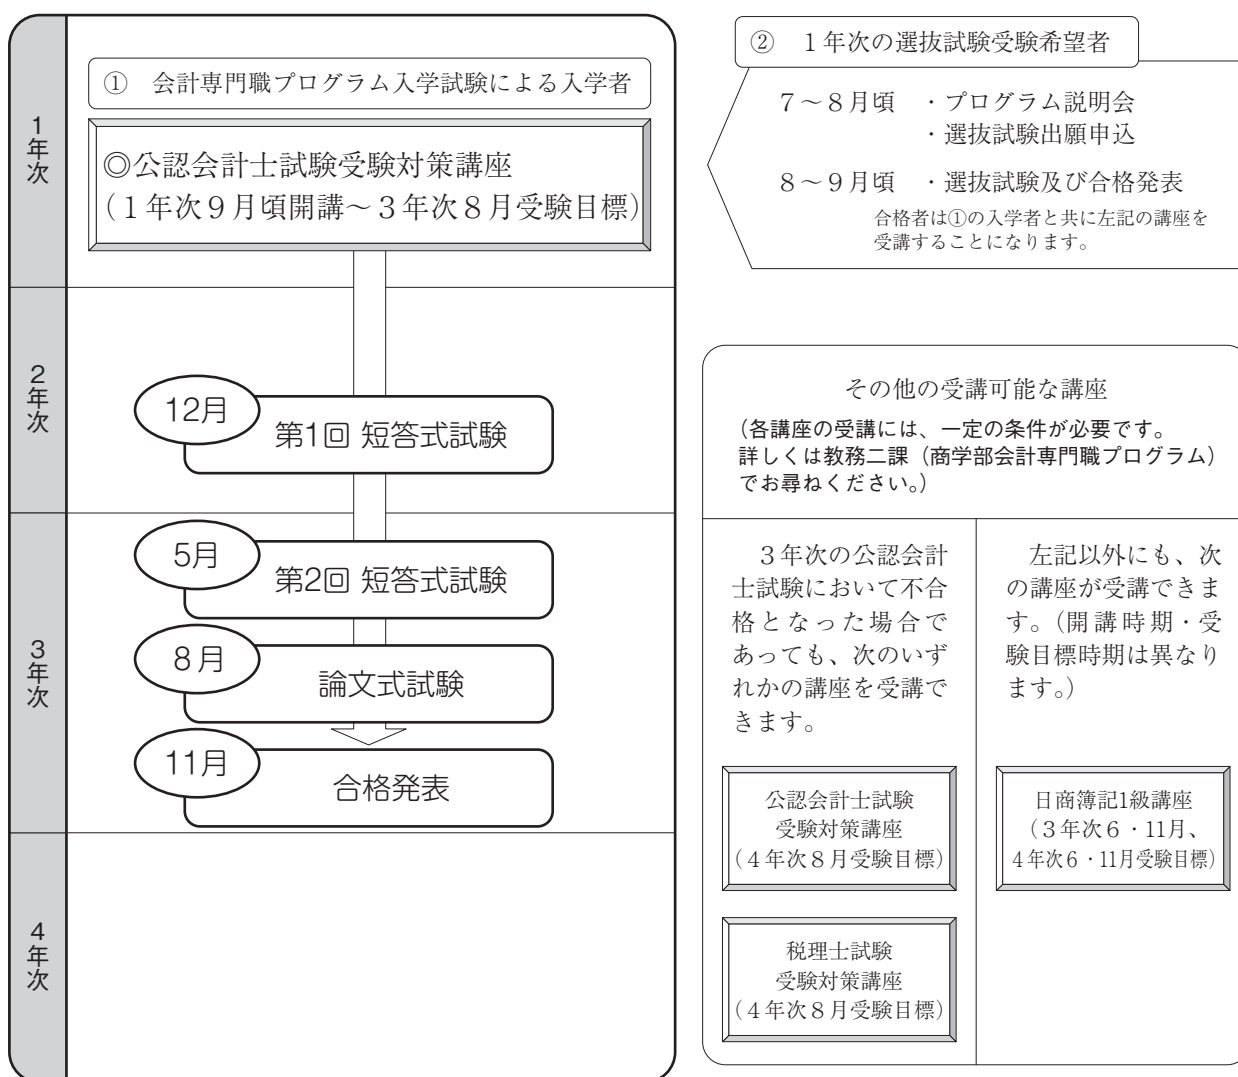 1年次
① 会計専門職プログラム入学試験による入学者
◎公認会計士試験受験対策講座
(1年次9月頃開講～3年次8月受験目標)
2年次
12月
第1回 短答式試験
3年次
5月
第2回 短答式試験
8月
論文式試験
11月
合格発表
4年次
② 1年次の選抜試験受験希望者
7～8月頃 ・プログラム説明会
・選抜試験出願申込
8～9月頃 ・選抜試験及び合格発表
合格者は①の入学者と共に左記の講座を
受講することになります。
その他の受講可能な講座
(各講座の受講には、一定の条件が必要です。
詳しくは教務二課(商学部会計専門職プログラム)
でお尋ねください。)
3年次の公認会計
士試験において不合
格となった場合で
あっても、次のいず
れかの講座を受講で
きます。
公認会計士試験
受験対策講座
(4年次8月受験目標)
税理士試験
受験対策講座
(4年次8月受験目標)
左記以外にも、次
の講座が受講できま
す。(開講時期・受
験目標時期は異なり
ます。)
日商簿記1級講座
(3年次6・11月、
4年次6・11月受験目標)